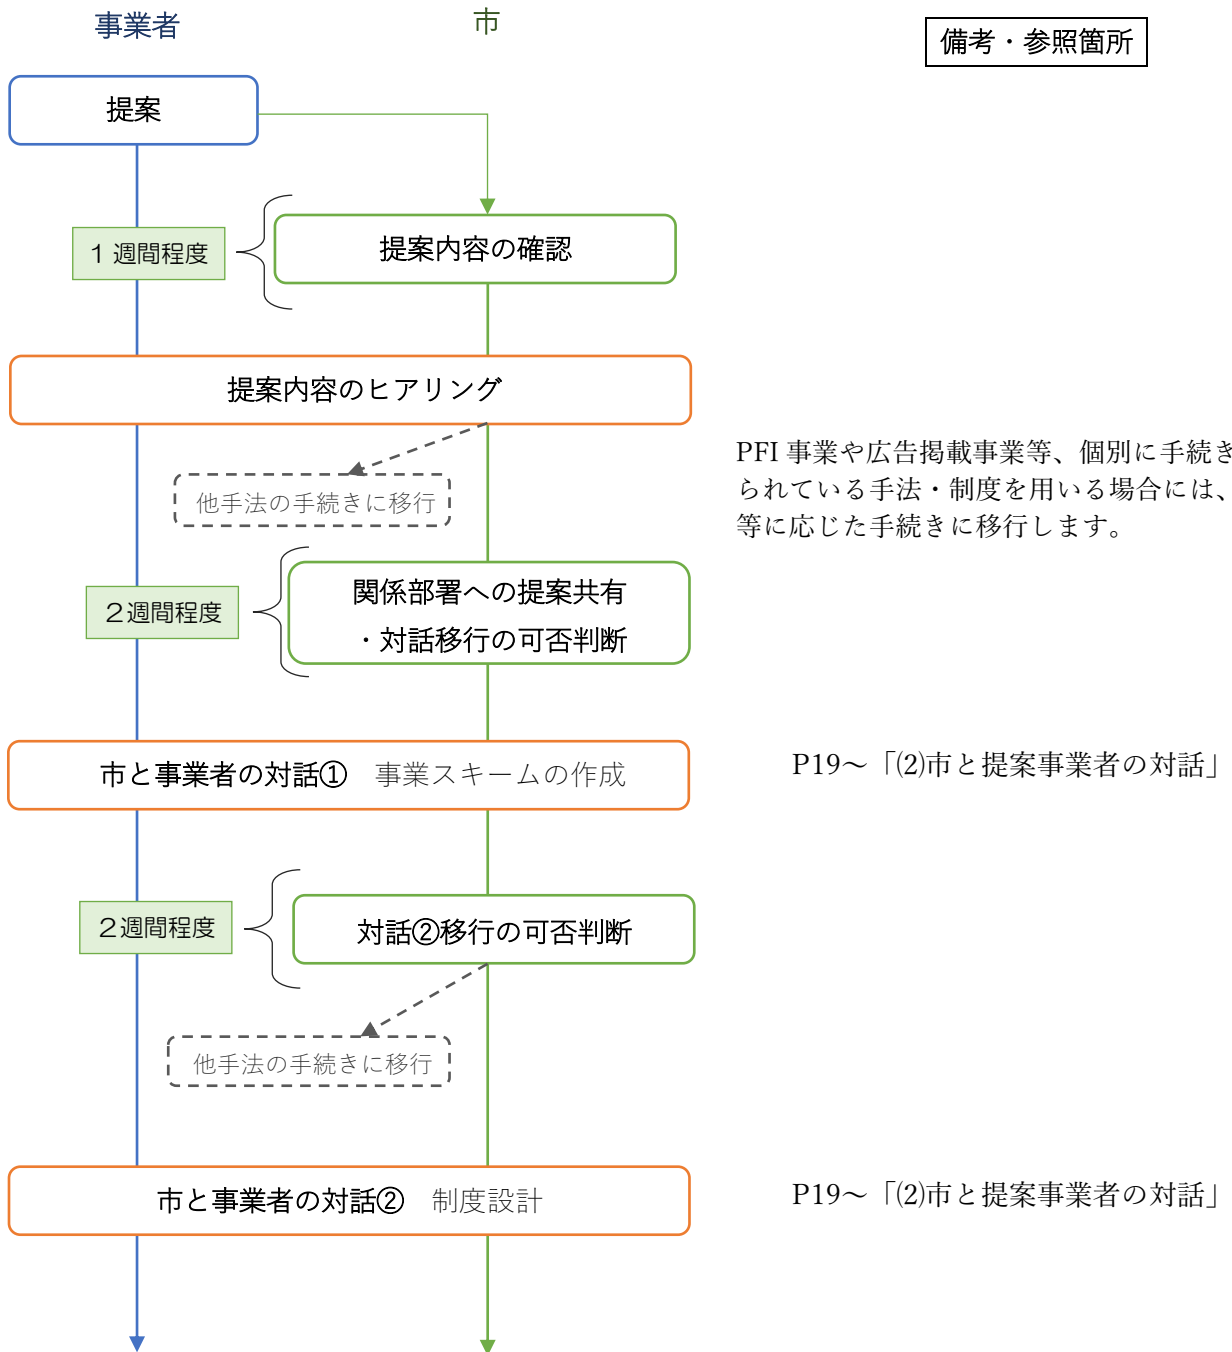 事業者
市
備考・参照箇所
提案
１週間程度
提案内容の確認
提案内容のヒアリング
他手法の手続きに移行
PFI 事業や広告掲載事業等、個別に手続き
られている手法・制度を用いる場合には、
等に応じた手続きに移行します。
２週間程度
関係部署への提案共有
・対話移行の可否判断
市と事業者の対話①　事業スキームの作成
P19～「⑵市と提案事業者の対話」
２週間程度
対話②移行の可否判断
他手法の手続きに移行
市と事業者の対話②　制度設計
P19～「⑵市と提案事業者の対話」